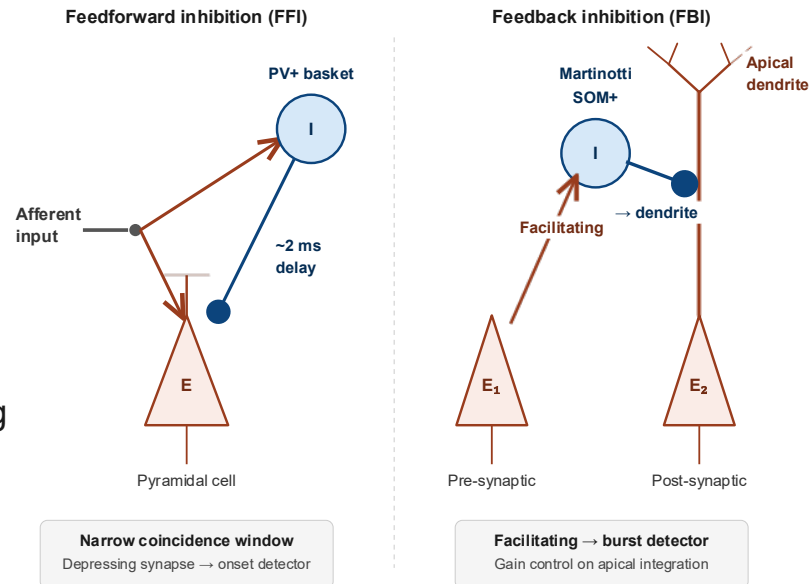 Feedforward inhibition (FFI)
PV+ basket
I
Afferent
input
~2 ms
delay
E
g
Pyramidal cell
Narrow coincidence window
Depressing synapse → onset detector
Feedback inhibition (FBI)
Martinotti
SOM+
Apical
dendrite
I
→ dendrite
Facilitating
E₁
E₂
Pre-synaptic
Post-synaptic
Facilitating → burst detector
Gain control on apical integration